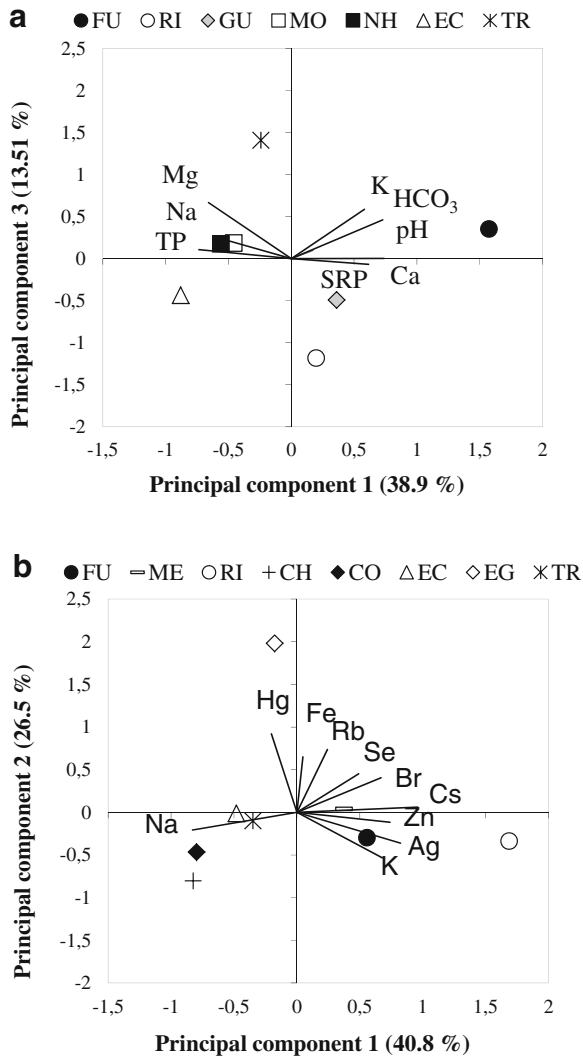 a
FU RI GU MO NH EC TR
2,5
2
1,5
1
0,5
0
-0,5
-1
-1,5
-2
Mg
Na
TP
K
HCO₃
pH
SRP
Ca
-1,5 -1 -0,5 0 0,5 1 1,5 2
Principal component 3 (13.51 %)
Principal component 1 (38.9 %)
b
FU ME RI CH CO EC EG TR
2,5
2
1,5
1
0,5
0
-0,5
-1
-1,5
-2
Hg
Fe
Rb
Se
Br
Cs
Zn
Ag
K
Na
-1,5 -1 -0,5 0 0,5 1 1,5 2
Principal component 2 (26.5 %)
Principal component 1 (40.8 %)